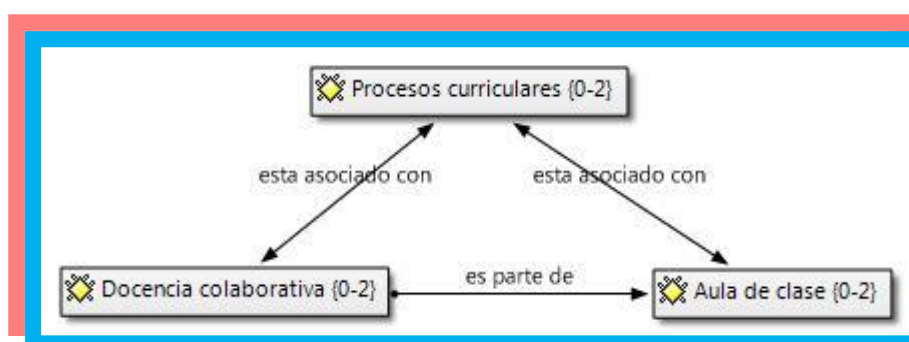 Procesos curriculares {0-2}
esta asociado con
esta asociado con
es parte de
Docencia colaborativa {0-2}
Aula de clase {0-2}